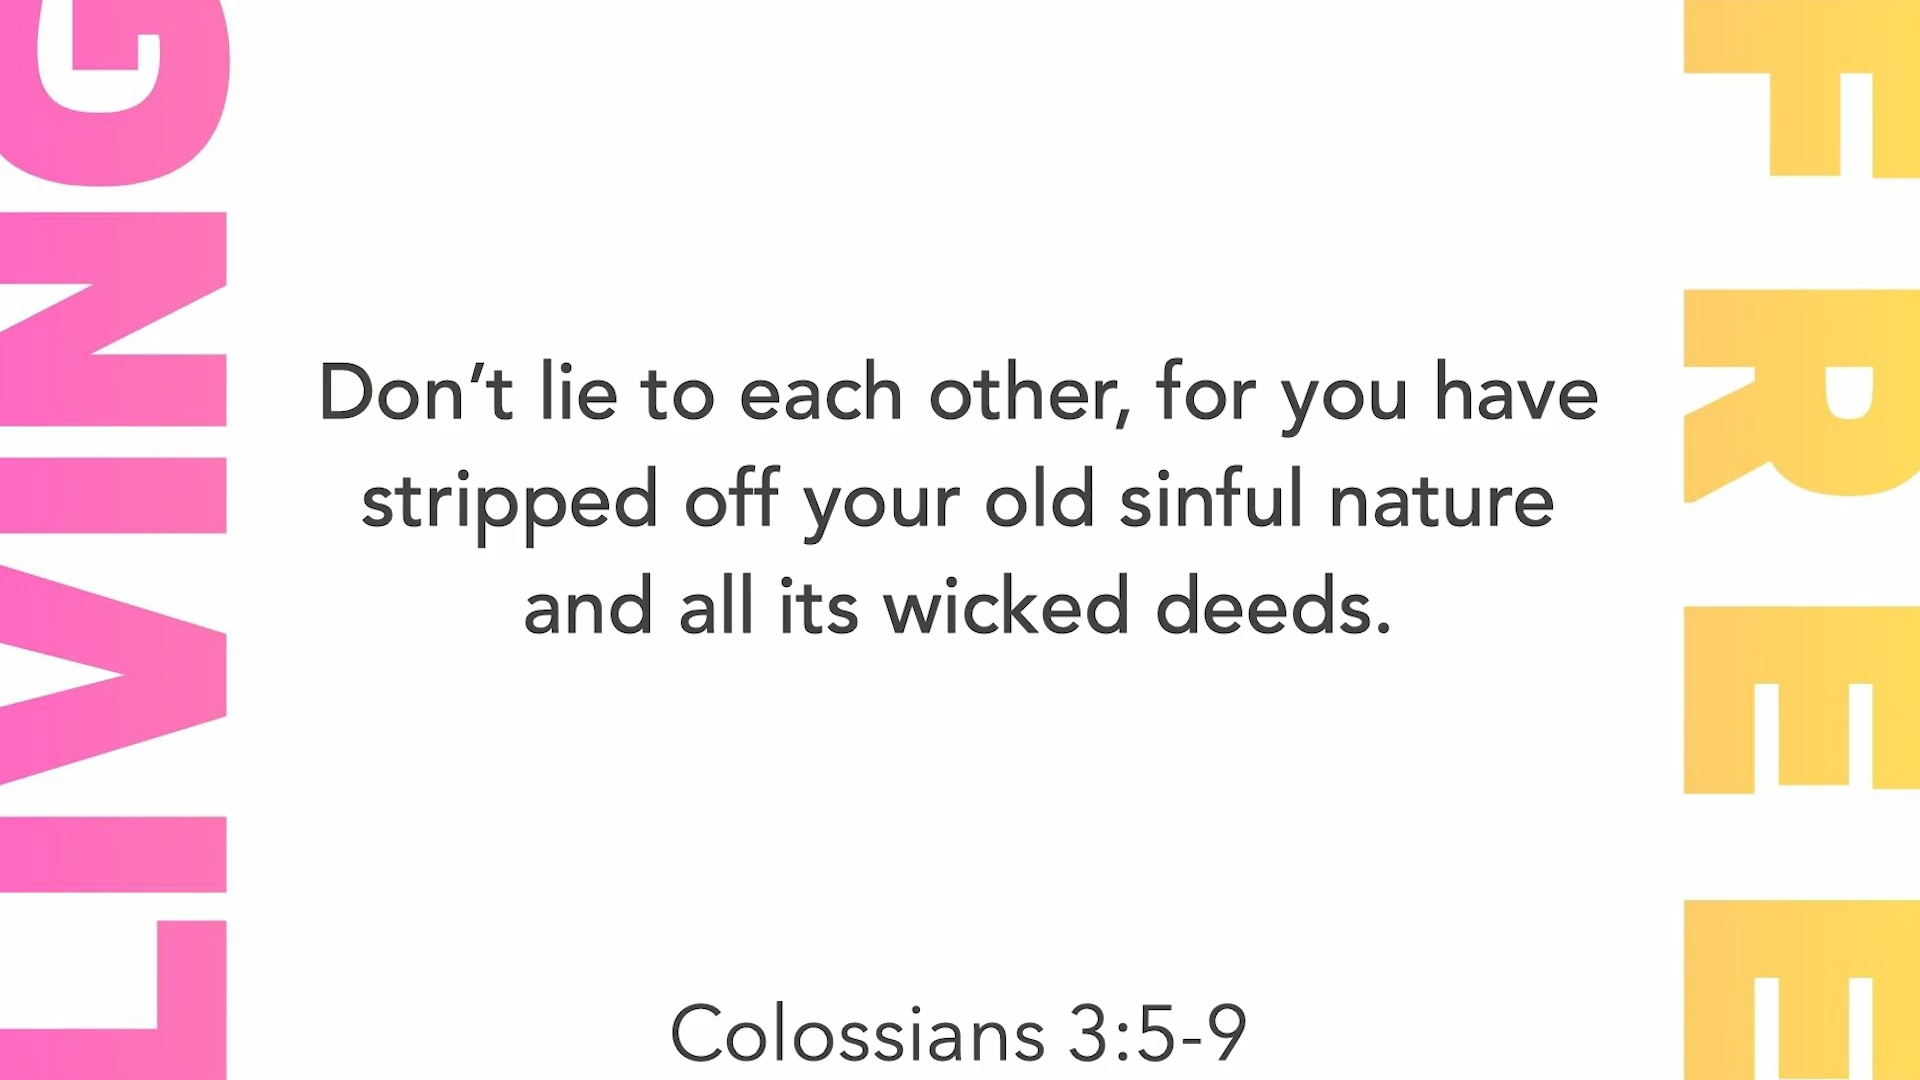 LIVING
Don’t lie to each other, for you have
stripped off your old sinful nature
and all its wicked deeds.
Colossians 3:5-9
FREE